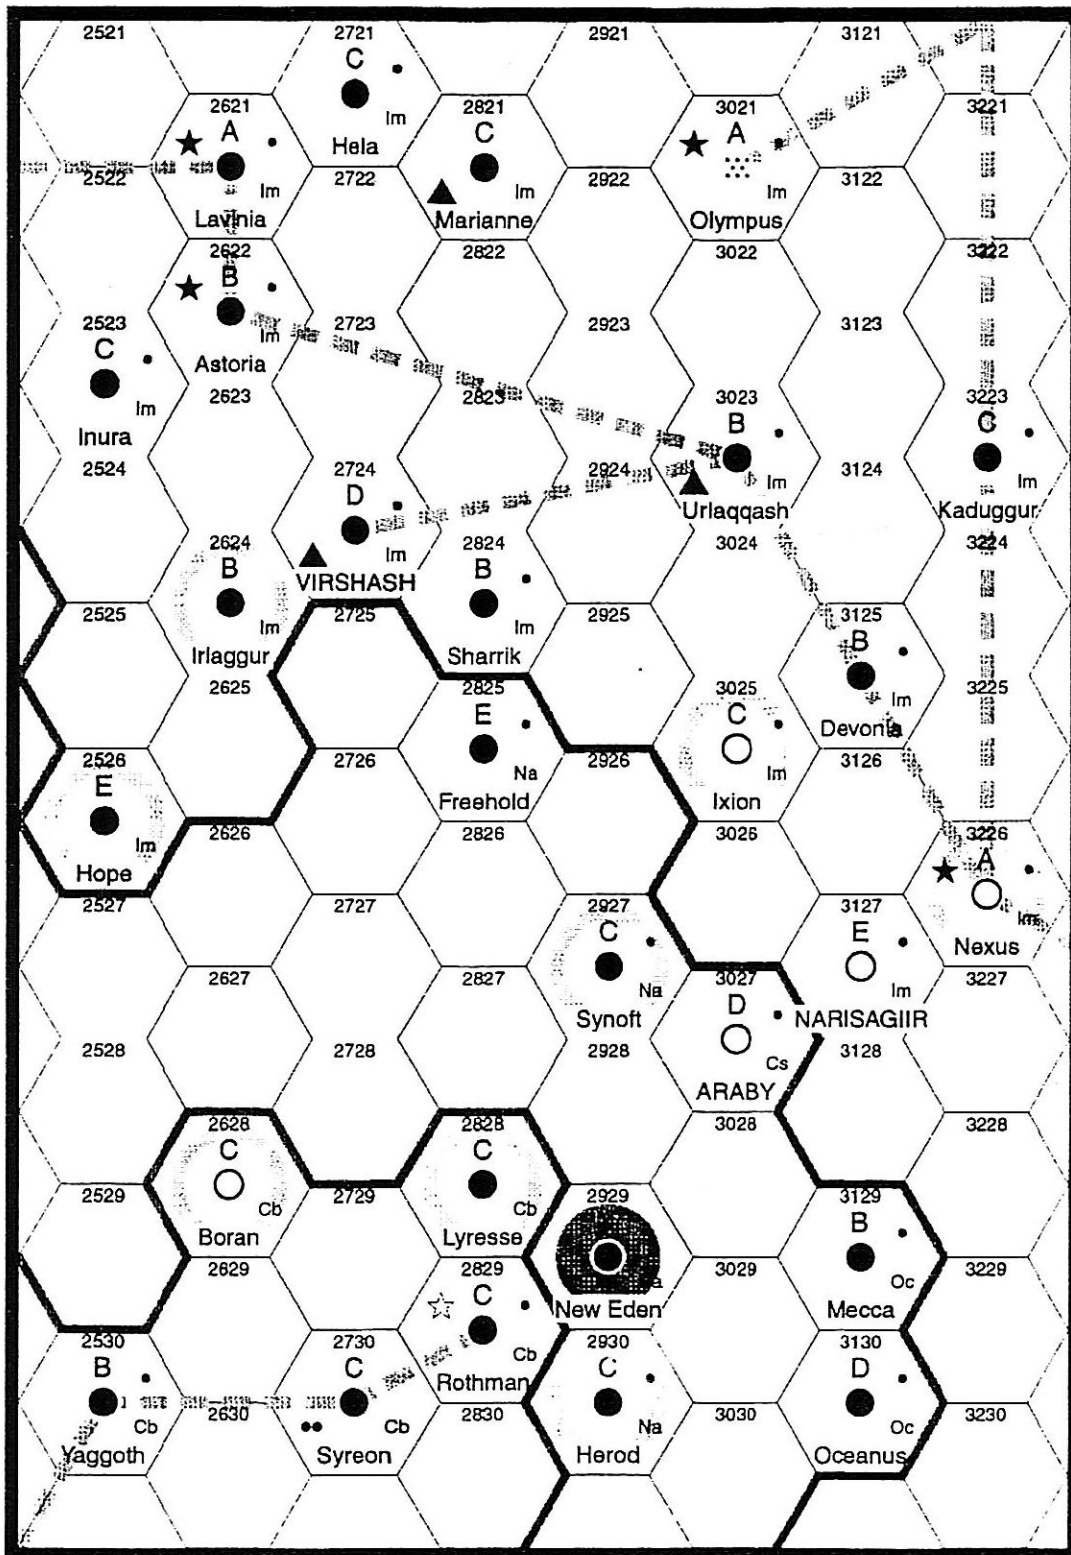 2521 2721 2921 3121
C
Im
Hela
2621 2821 3021 3221
A C A
Im Im Im
Lavinia Marianne Olympus
2522 2722 2922 3122
2622 2822 3022 3222
B
Im
Astoria
2523 2723 2923 3123
C
Im
Inura
2623 2823 3023 3223
B C
Im Im
Urlaqqash Kaduggur
2524 2724 2924 3124
D
Im
VIRSHASH
2624 2824 3024 3224
B B
Im Im
Irlaggur Sharrik
2525 2725 2925 3125
B
Im
Devonia
2625 2825 3025 3225
E C
Na Im
Freehold Ixion
2526 2726 2926 3126
E
Im
Hope
2626 2826 3026 3226
A
Im
Nexus
2527 2727 2927 3127
C E
Na Im
Synoft NARISAGIIR
2627 2827 3027 3227
D
Cs
ARABY
2528 2728 2928 3128
2628 2828 3028 3228
C C
Cb Cb
Boran Lyresse
2529 2729 2929 3129
B
Oc
New Eden Mecca
2629 2829 3029 3229
C
Cb
Rothman
2530 2730 2930 3130
B C C D
Cb Cb Na Oc
Yaggoth Syreon Herod Oceanus
2630 2830 3030 3230